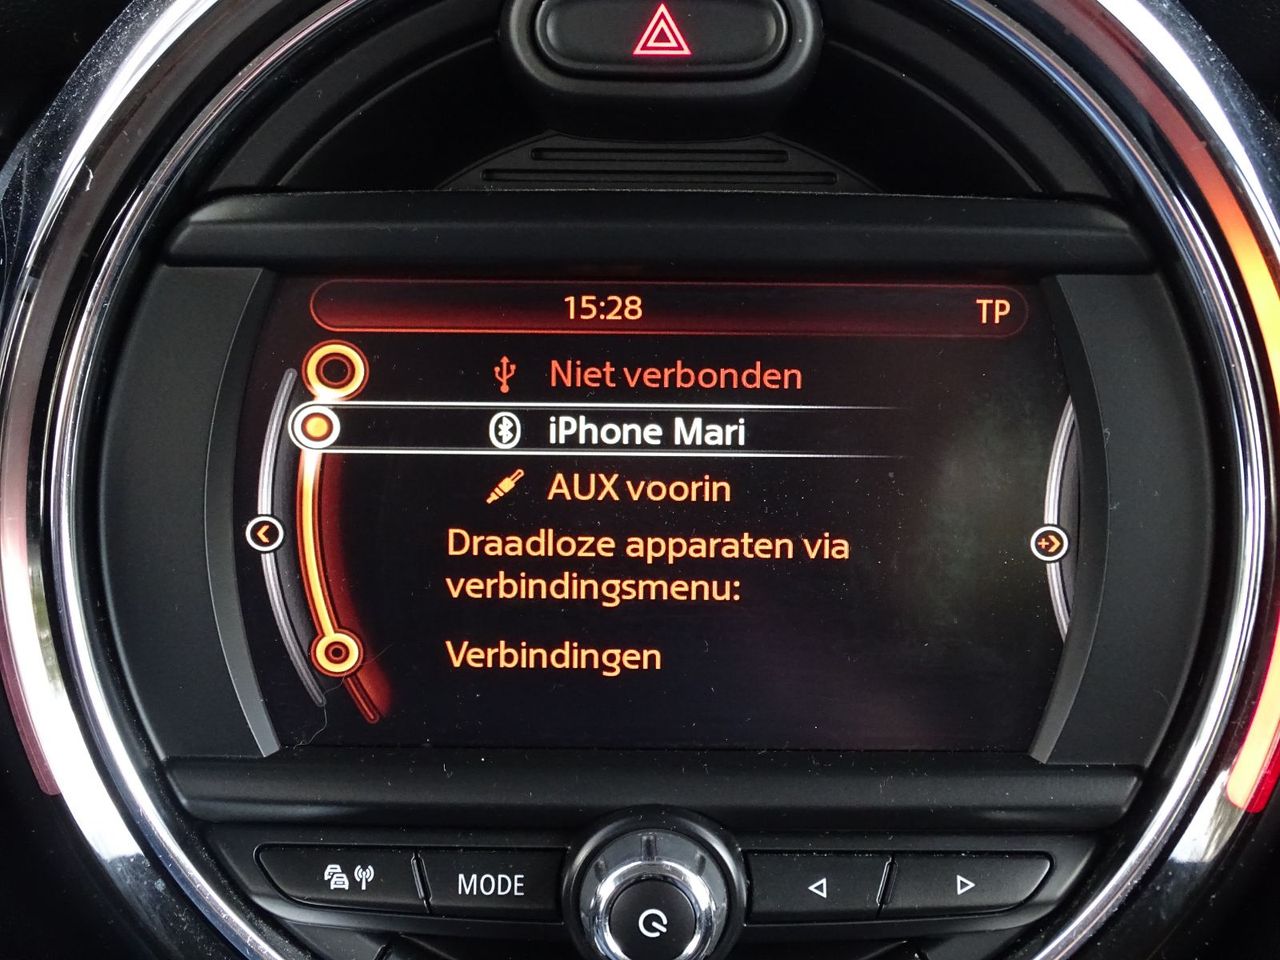 15:28 TP
Niet verbonden
iPhone Mari
AUX voorin
Draadloze apparaten via
verbindingsmenu:
Verbindingen
MODE